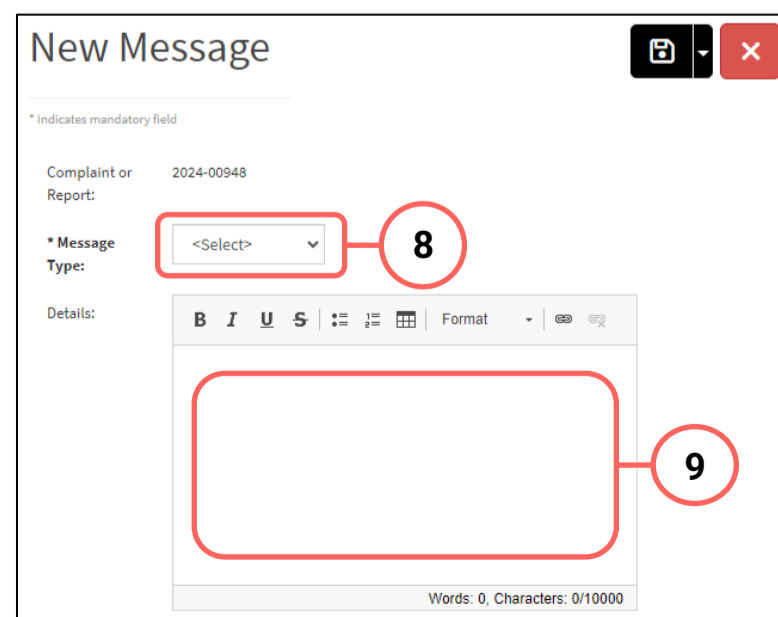 New Message
* Indicates mandatory field
Complaint or
Report:
2024-00948
* Message
Type:
<Select>
8
Details:
B I U S Format
9
Words: 0, Characters: 0/10000